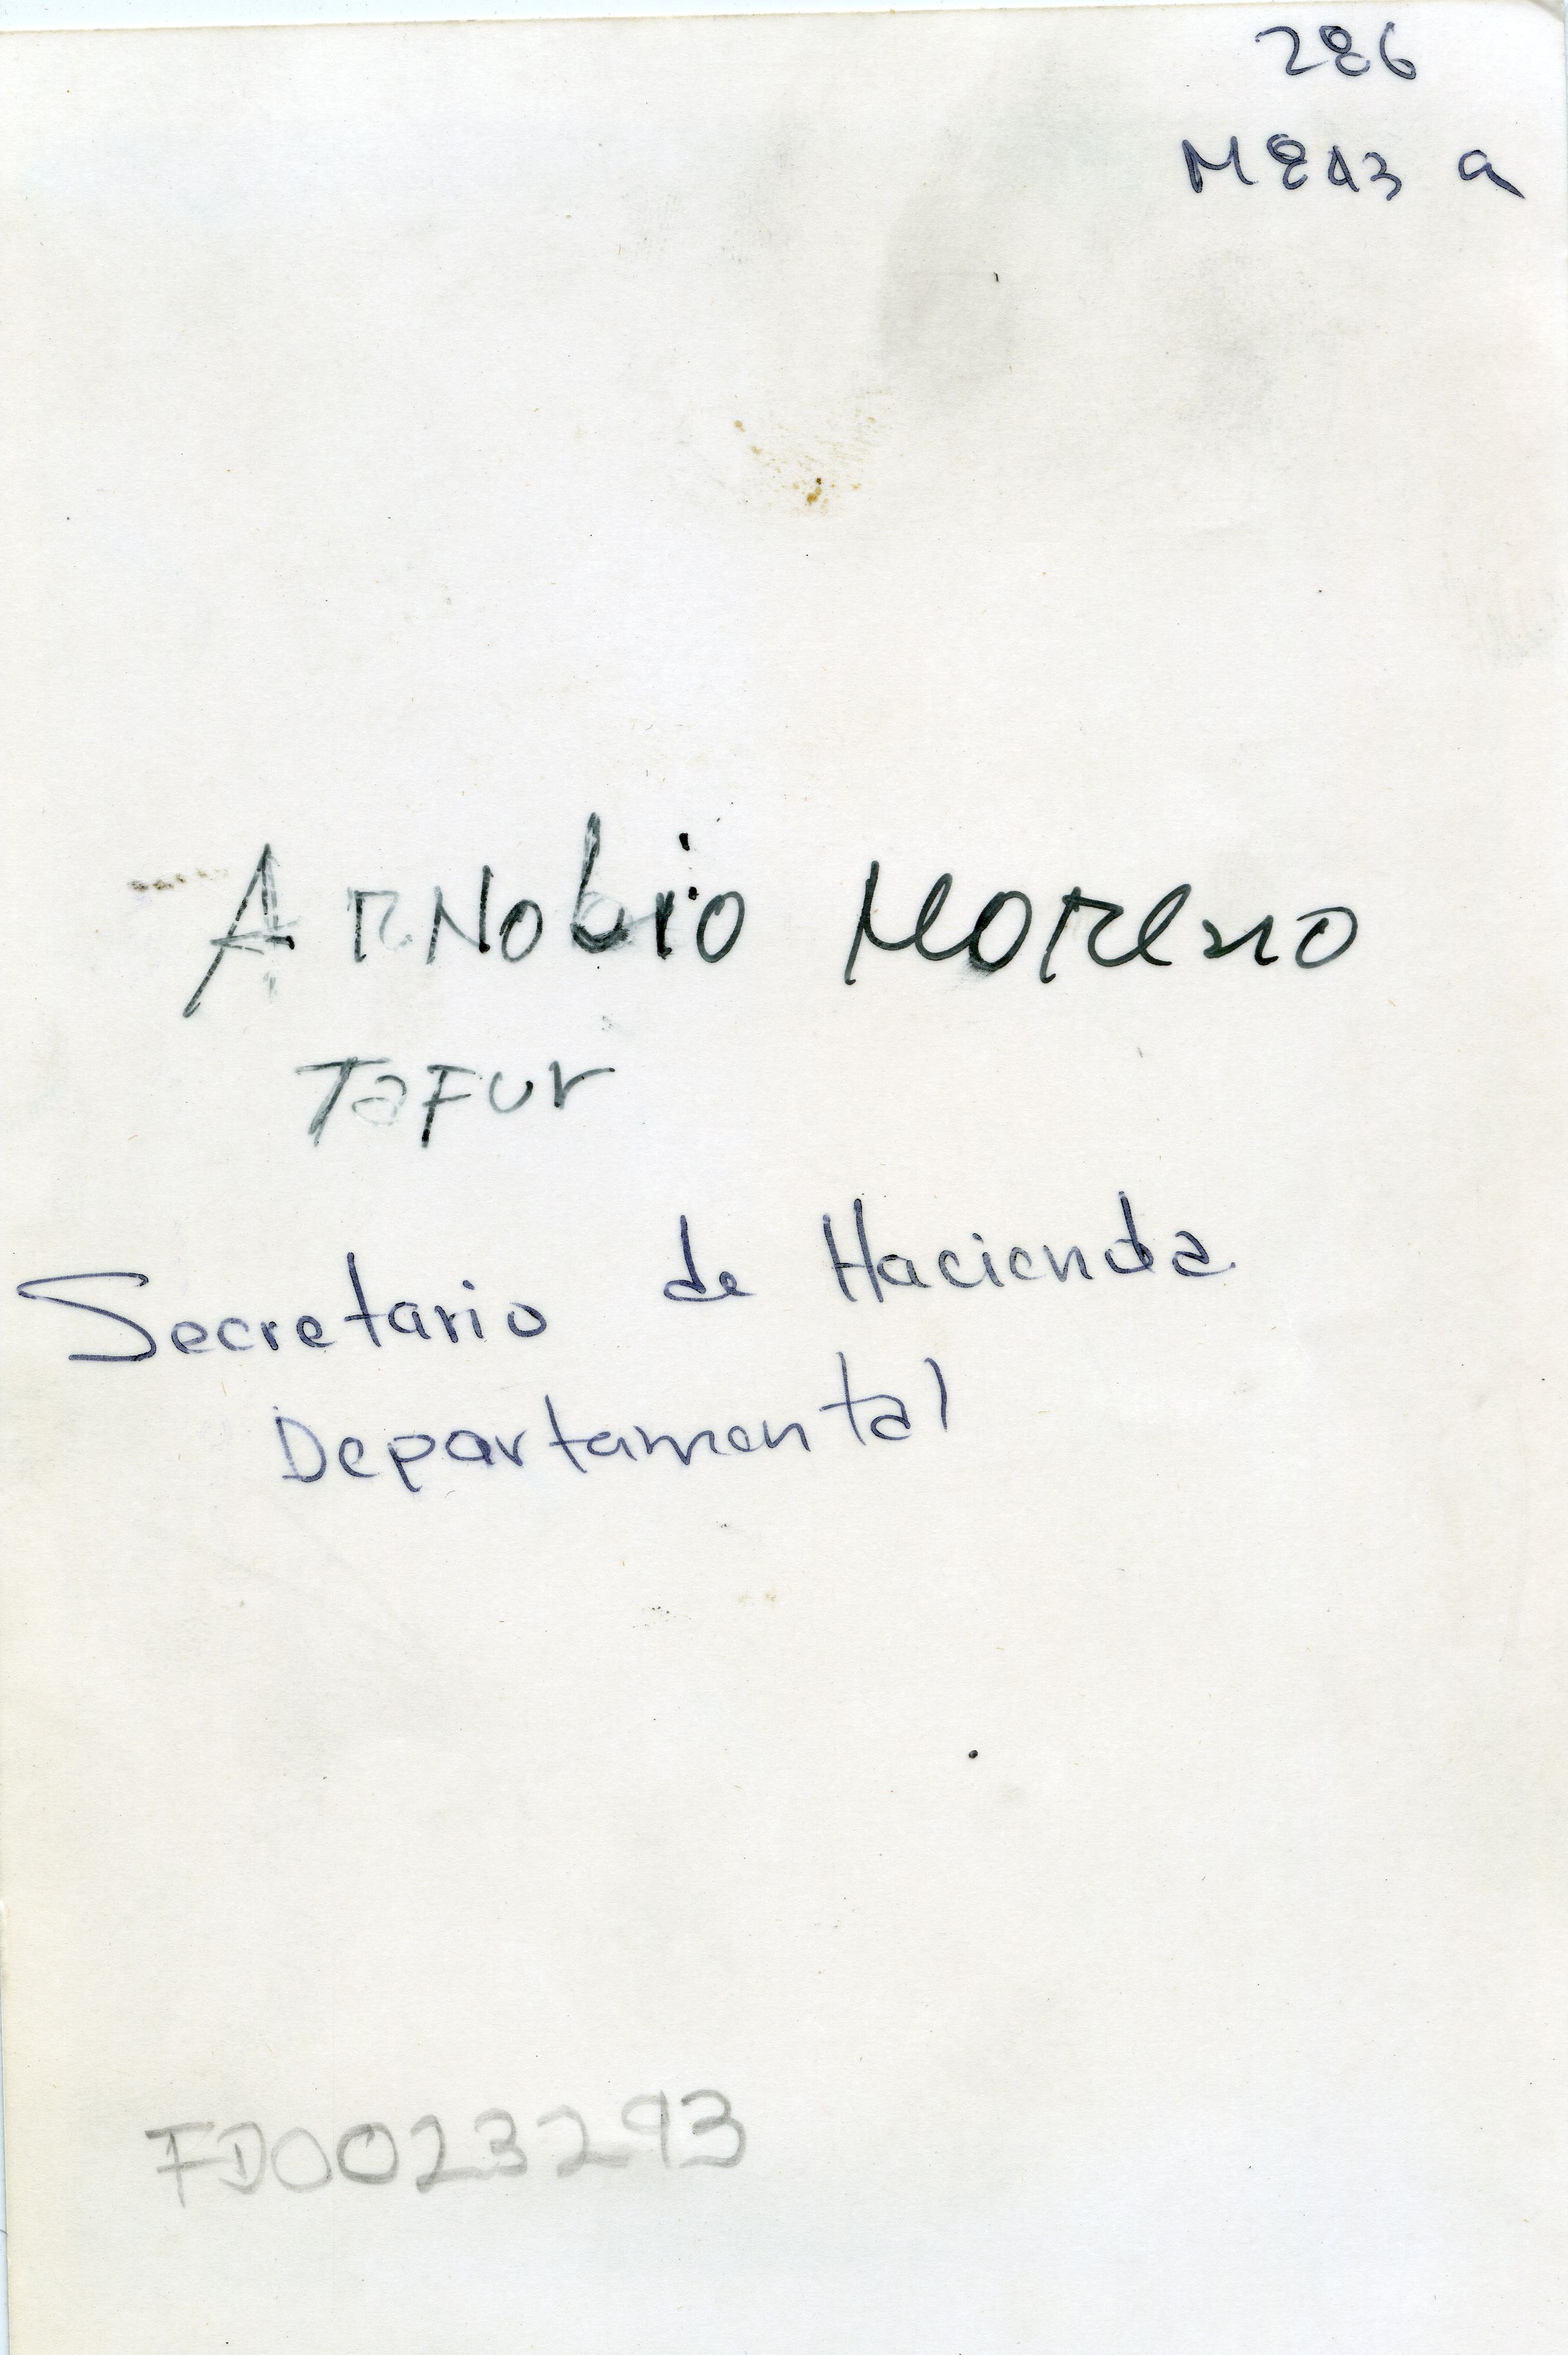 286
M843 a
ARNobio Moreno
Tafur
Secretario de Hacienda
Departamental
FD0023293